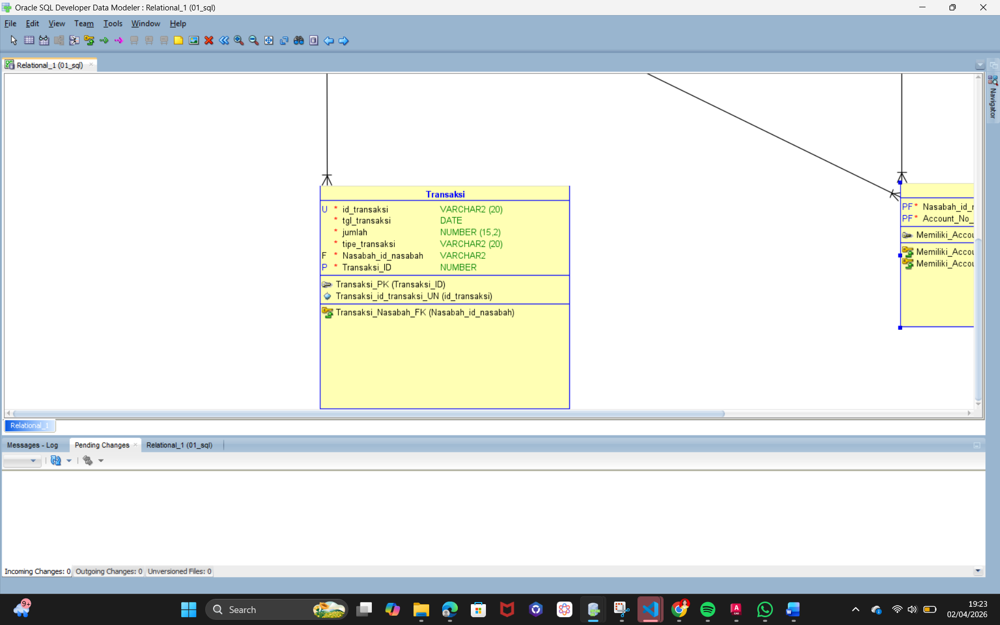 Oracle SQL Developer Data Modeler : Relational_1 (01_sql)
File Edit View Team Tools Window Help
Relational_1 (01_sql)
Navigator
Transaksi
U * id_transaksi VARCHAR2 (20)
* tgl_transaksi DATE
* jumlah NUMBER (15,2)
* tipe_transaksi VARCHAR2 (20)
F * Nasabah_id_nasabah VARCHAR2
P * Transaksi_ID NUMBER
Transaksi_PK (Transaksi_ID)
Transaksi_id_transaksi_UN (id_transaksi)
Transaksi_Nasabah_FK (Nasabah_id_nasabah)
PF * Nasabah_id_
PF * Account_No_
Memiliki_Accou
Memiliki_Accou
Memiliki_Accou
Relational_1
Messages - Log Pending Changes Relational_1 (01_sql)
Incoming Changes: 0 Outgoing Changes: 0 Unversioned Files: 0
9+
Search
19:23
02/04/2026